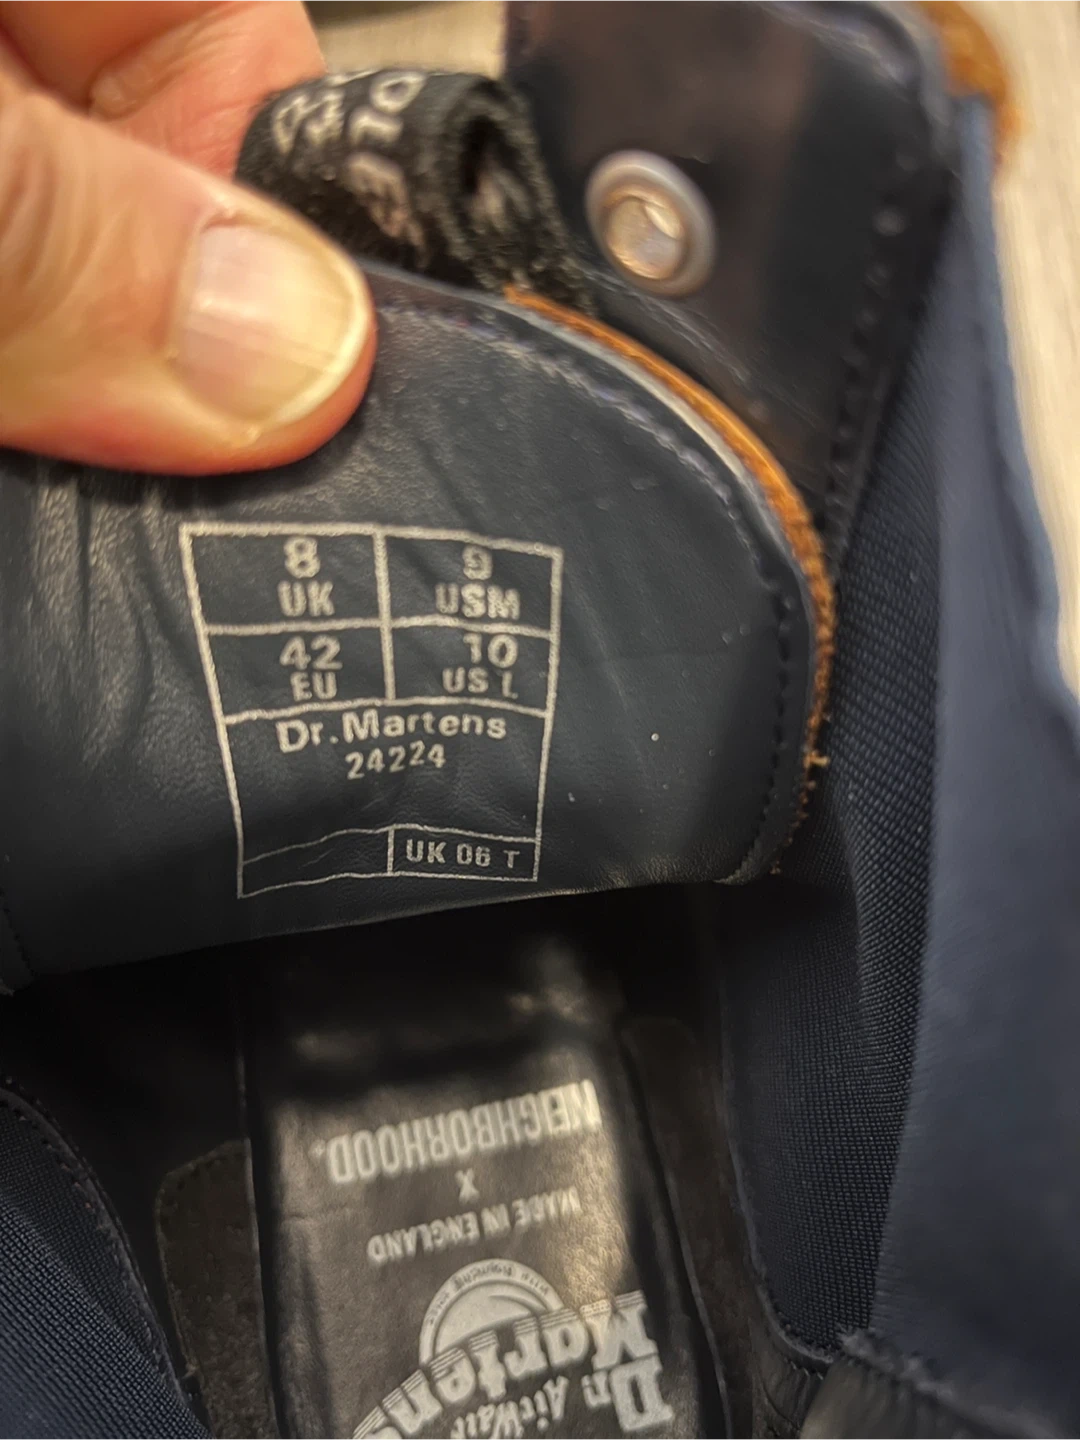 8
UK
9
USM
42
EU
10
US L
Dr. Martens
24224
UK 06 T
NEIGHBORHOOD®
X
MADE IN ENGLAND
Dr.
Martens
AirWair